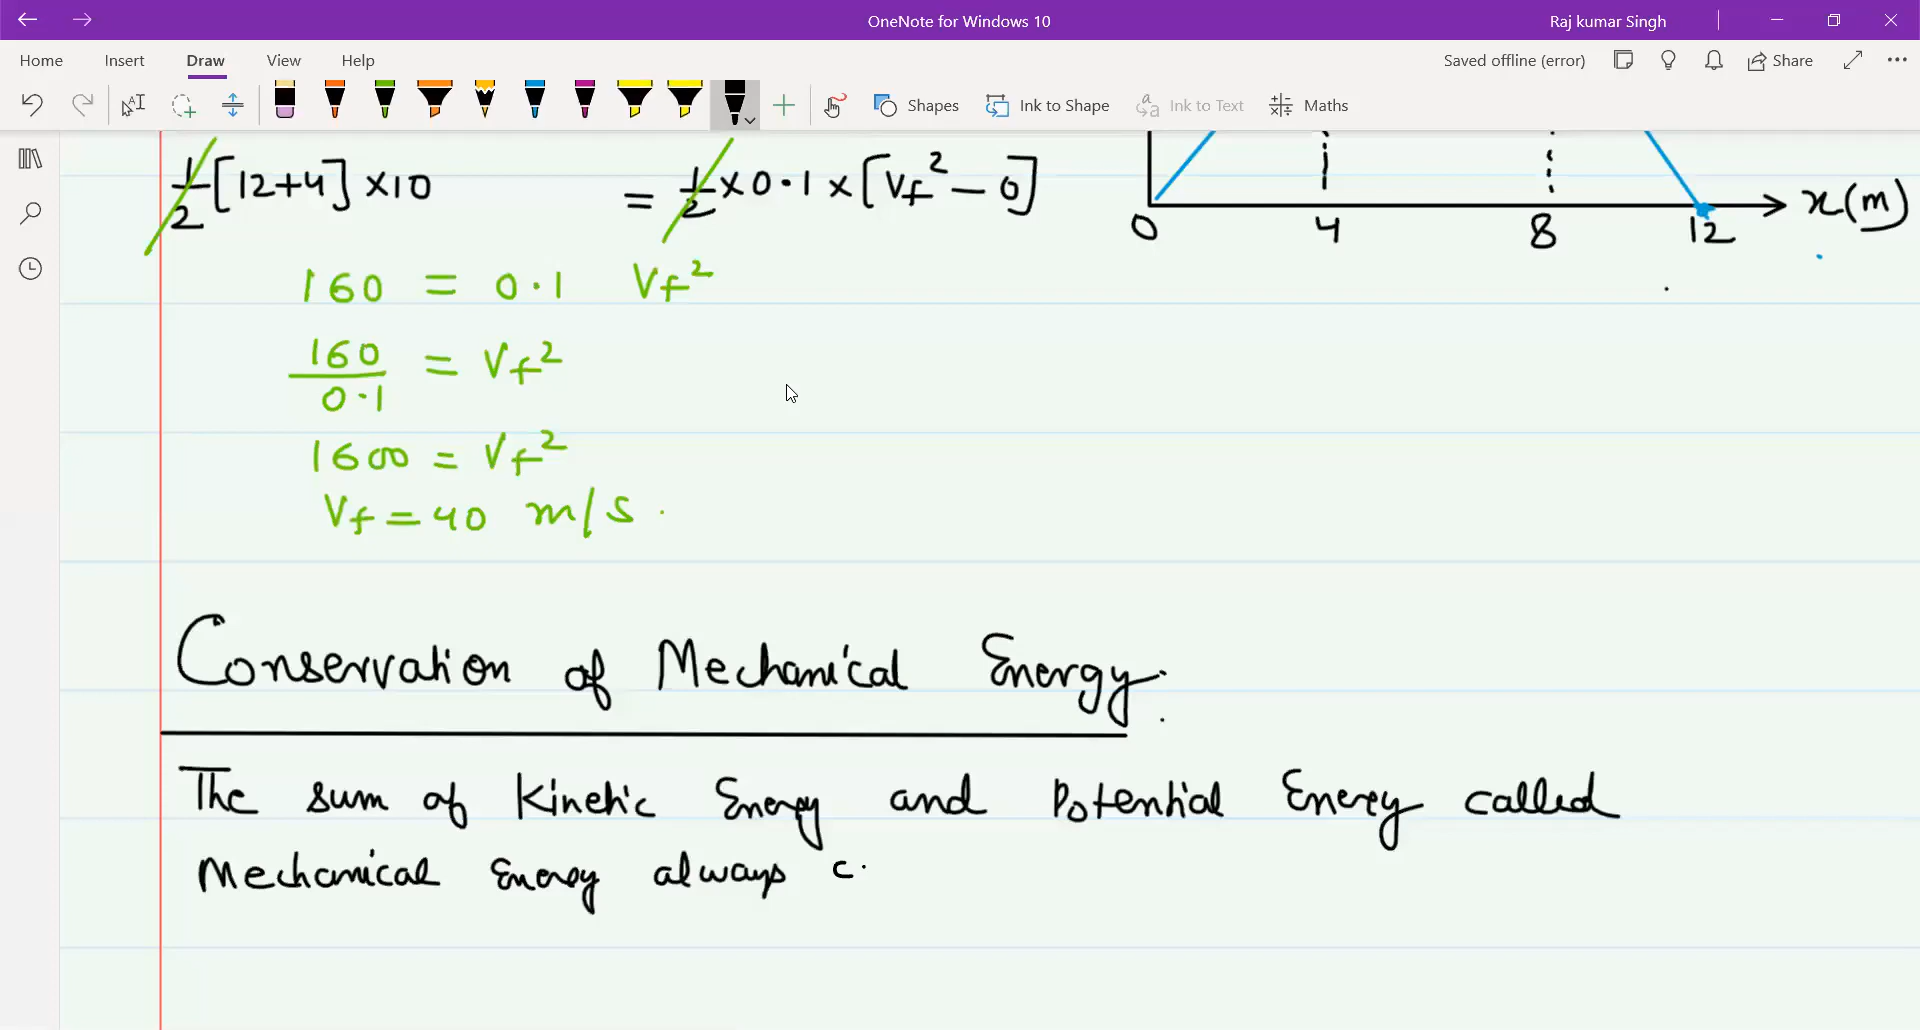 OneNote for Windows 10
Raj kumar Singh
Home Insert Draw View Help
Saved offline (error)
Share
Shapes
Ink to Shape
Ink to Text
Maths
1/2 [12+4] ×10 = 1/2 ×0.1 × [Vf² – 0]
0 4 8 12 x(m)
160 = 0.1 Vf²
160/0.1 = Vf²
1600 = Vf²
Vf = 40 m/s.
Conservation of Mechanical Energy:
The sum of Kinetic Energy and Potential Energy called
Mechanical Energy always c